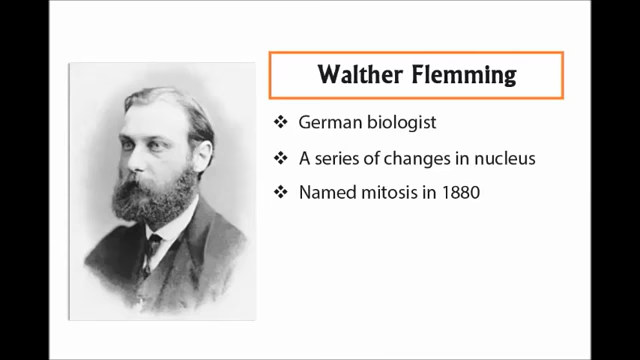 Walther Flemming
❖ German biologist
❖ A series of changes in nucleus
❖ Named mitosis in 1880